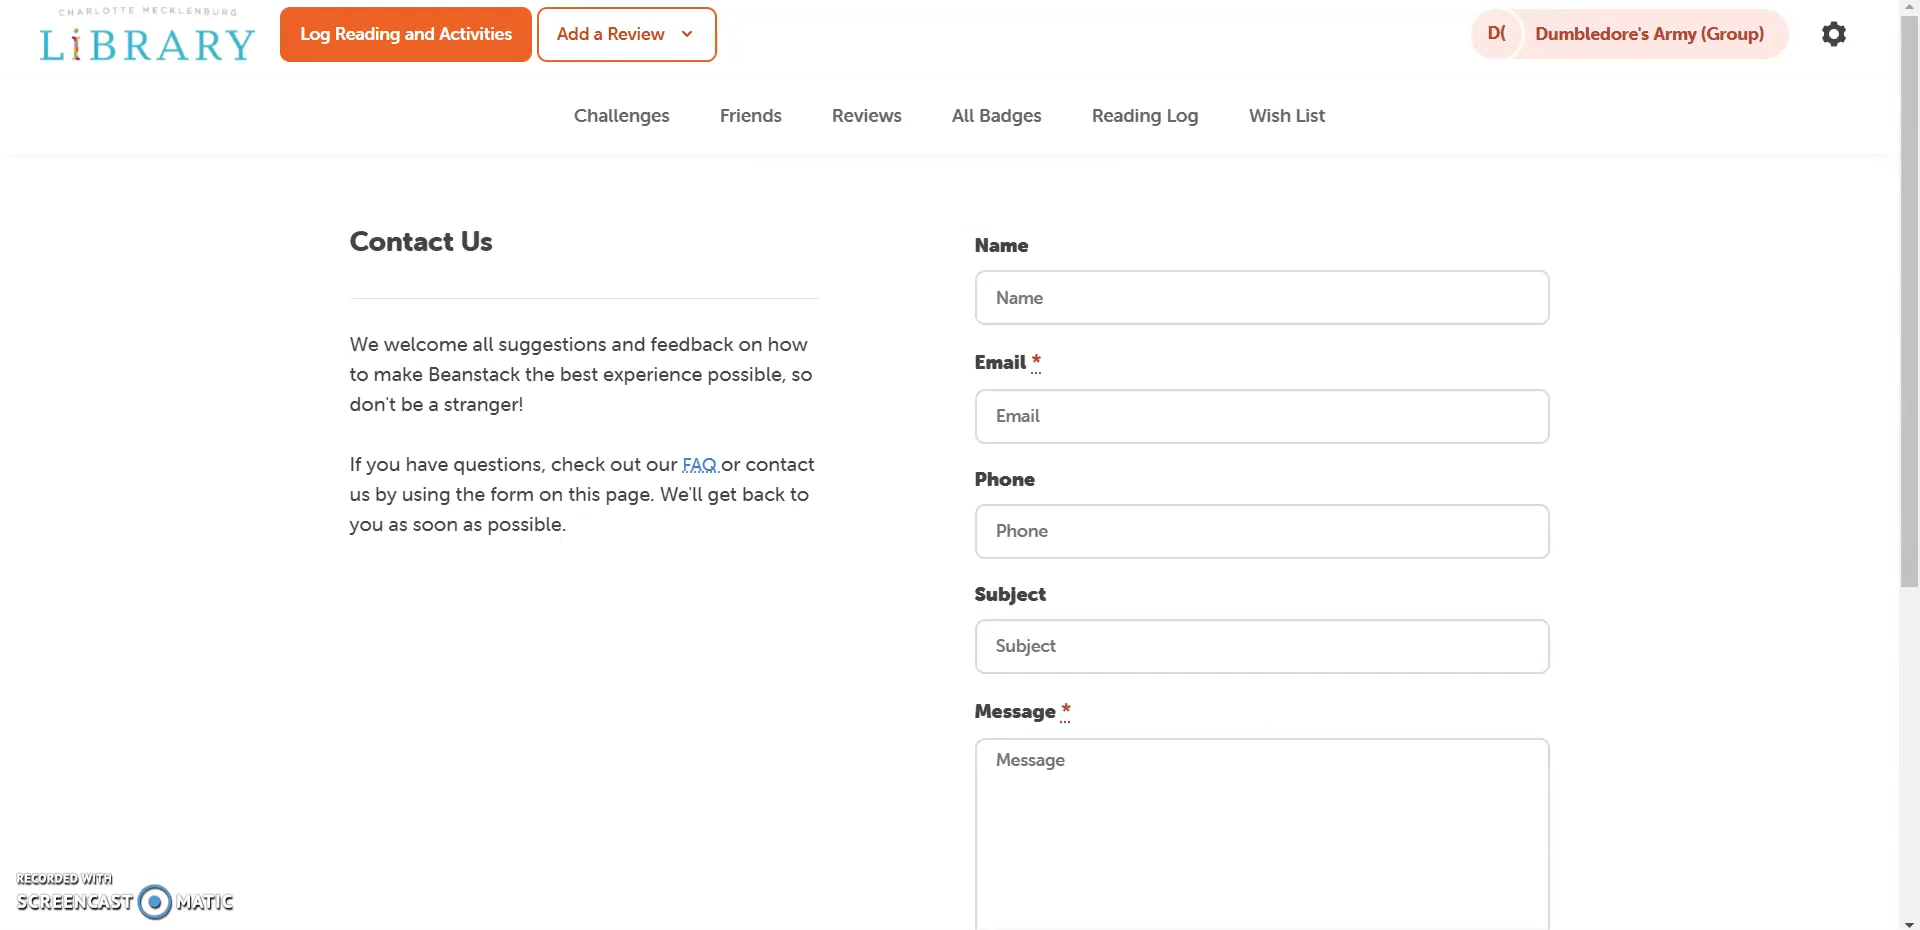 CHARLOTTE MECKLENBURG
LIBRARY
Log Reading and Activities
Add a Review
D(
Dumbledore's Army (Group)
Challenges
Friends
Reviews
All Badges
Reading Log
Wish List
Contact Us
We welcome all suggestions and feedback on how
to make Beanstack the best experience possible, so
don't be a stranger!
If you have questions, check out our FAQ or contact
us by using the form on this page. We'll get back to
you as soon as possible.
Name
Name
Email *
Email
Phone
Phone
Subject
Subject
Message *
Message
RECORDED WITH
SCREENCAST MATIC